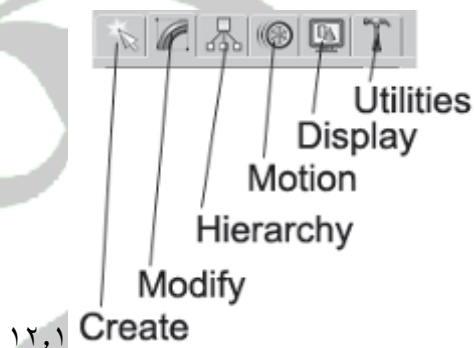 Utilities
Display
Motion
Hierarchy
Modify
١٢,١ Create